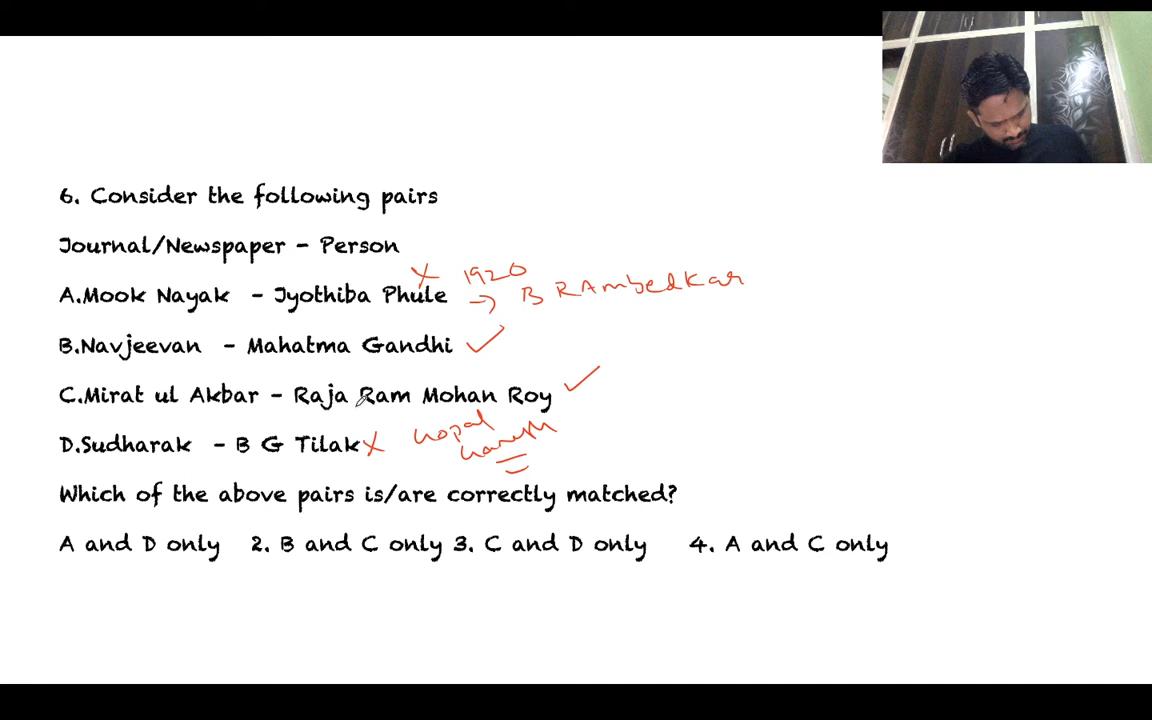 6. Consider the following pairs
Journal/Newspaper - Person
X 1920
A.Mook Nayak - Jyothiba Phule → B R Ambedkar
B.Navjeevan - Mahatma Gandhi ✓
C.Mirat ul Akbar - Raja Ram Mohan Roy ✓
D.Sudharak - B G Tilak X Gopal
Which of the above pairs is/are correctly matched?
A and D only 2. B and C only 3. C and D only 4. A and C only